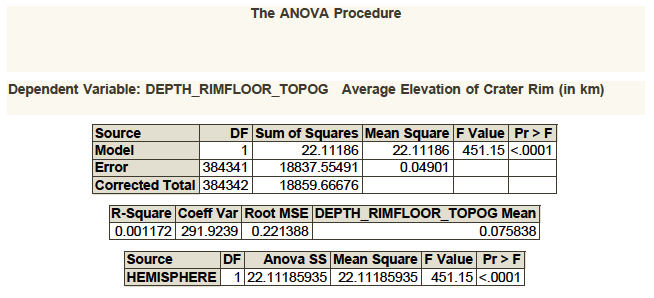 The ANOVA Procedure
Dependent Variable: DEPTH_RIMFLOOR_TOPOG Average Elevation of Crater Rim (in km)
Source DF Sum of Squares Mean Square F Value Pr > F
Model 1 22.11186 22.11186 451.15 <.0001
Error 384341 18837.55491 0.04901
Corrected Total 384342 18859.66676
R-Square Coeff Var Root MSE DEPTH_RIMFLOOR_TOPOG Mean
0.001172 291.9239 0.221388 0.075838
Source DF Anova SS Mean Square F Value Pr > F
HEMISPHERE 1 22.11185935 22.11185935 451.15 <.0001